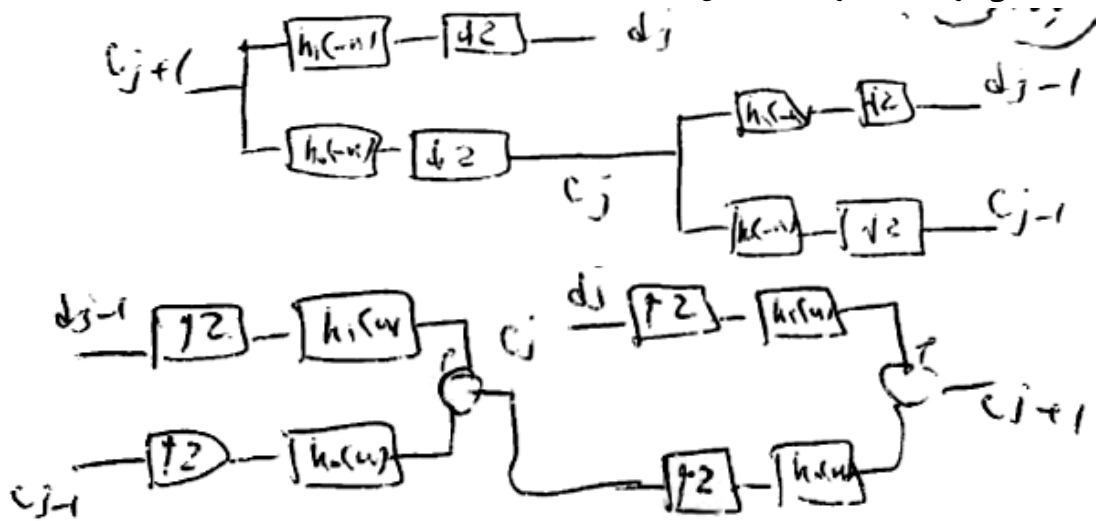 h₁(-n) ↓2 dj
Cj+1
h₀(-n) ↓2 Cj
h₁(-n) ↓2 dj-1
h₀(-n) ↓2 Cj-1
dj-1 ↑2 h₁(n)
Cj
dj ↑2 h₁(n)
Cj+1
Cj-1 ↑2 h₀(n)
↑2 h₀(n)